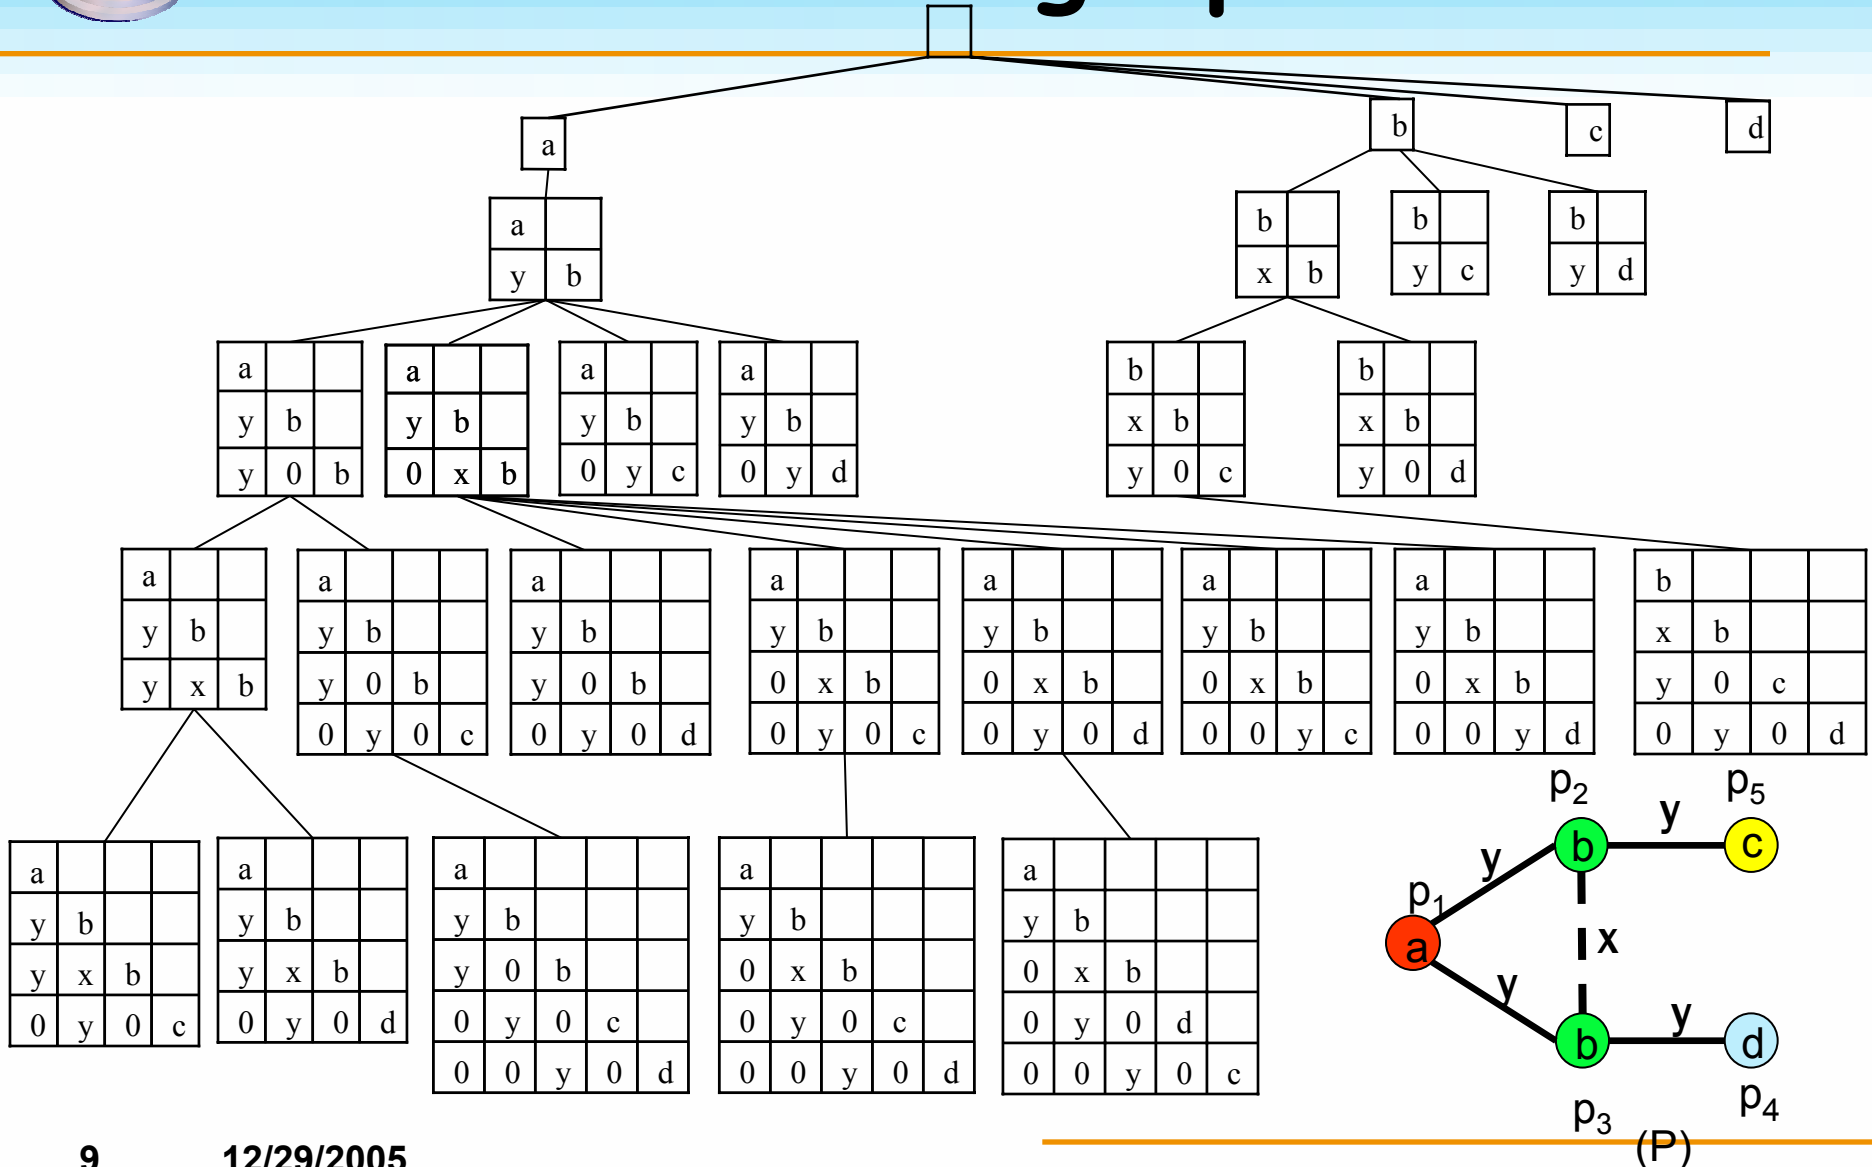 a
b
c
d
a
y b
b
x b
b
y c
b
y d
a
y b
y 0 b
a
y b
0 x b
a
y b
0 y c
a
y b
0 y d
b
x b
y 0 c
b
x b
y 0 d
a
y b
y x b
a
y b
y 0 b
0 y 0 c
a
y b
y 0 b
0 y 0 d
a
y b
0 x b
0 y 0 c
a
y b
0 x b
0 y 0 d
a
y b
0 x b
0 0 y c
a
y b
0 x b
0 0 y d
b
x b
y 0 c
0 y 0 d
a
y b
y x b
0 y 0 c
a
y b
y x b
0 y 0 d
a
y b
y 0 b
0 y 0 c
0 0 y 0 d
a
y b
0 x b
0 y 0 c
0 0 y 0 d
a
y b
0 x b
0 y 0 d
0 0 y 0 c
p2
p5
y
b
c
y
p1
a
x
y
y
b
d
p3
p4
(P)
9
12/29/2005